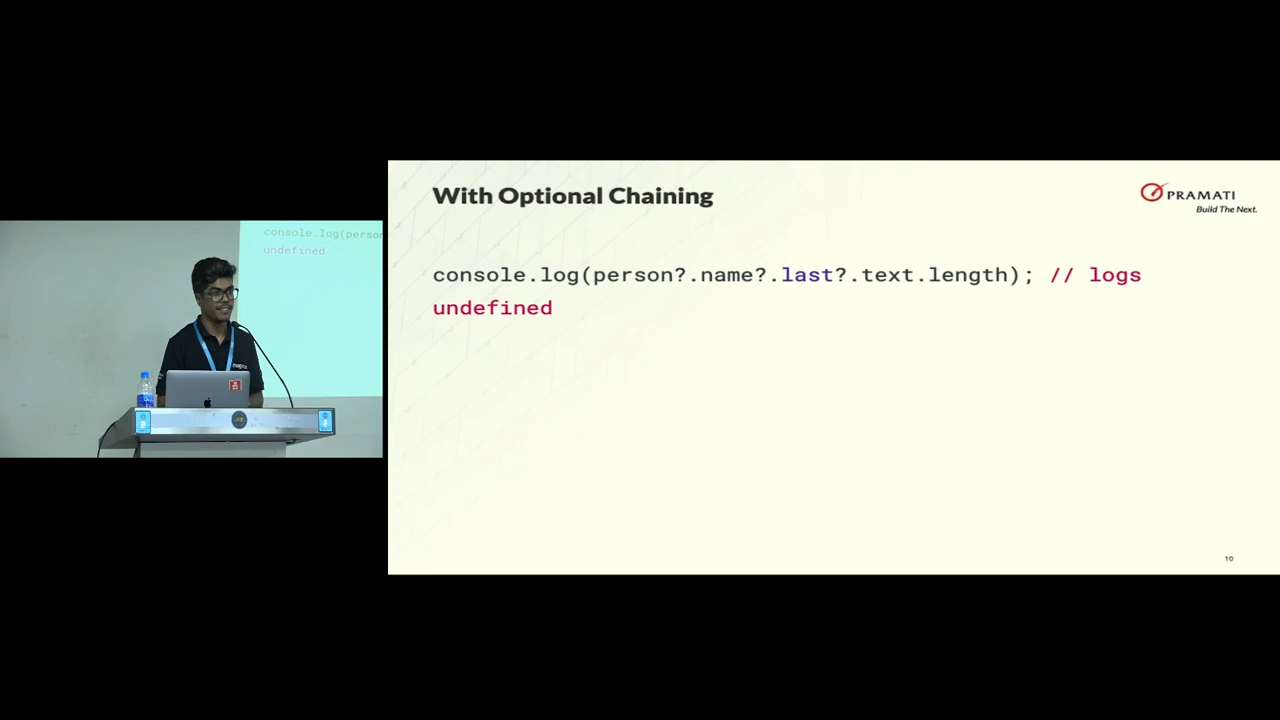 With Optional Chaining
PRAMATI
Build The Next.
console.log(person?.name?.last?.text.length); // logs
undefined
10
console.log(person
undefined